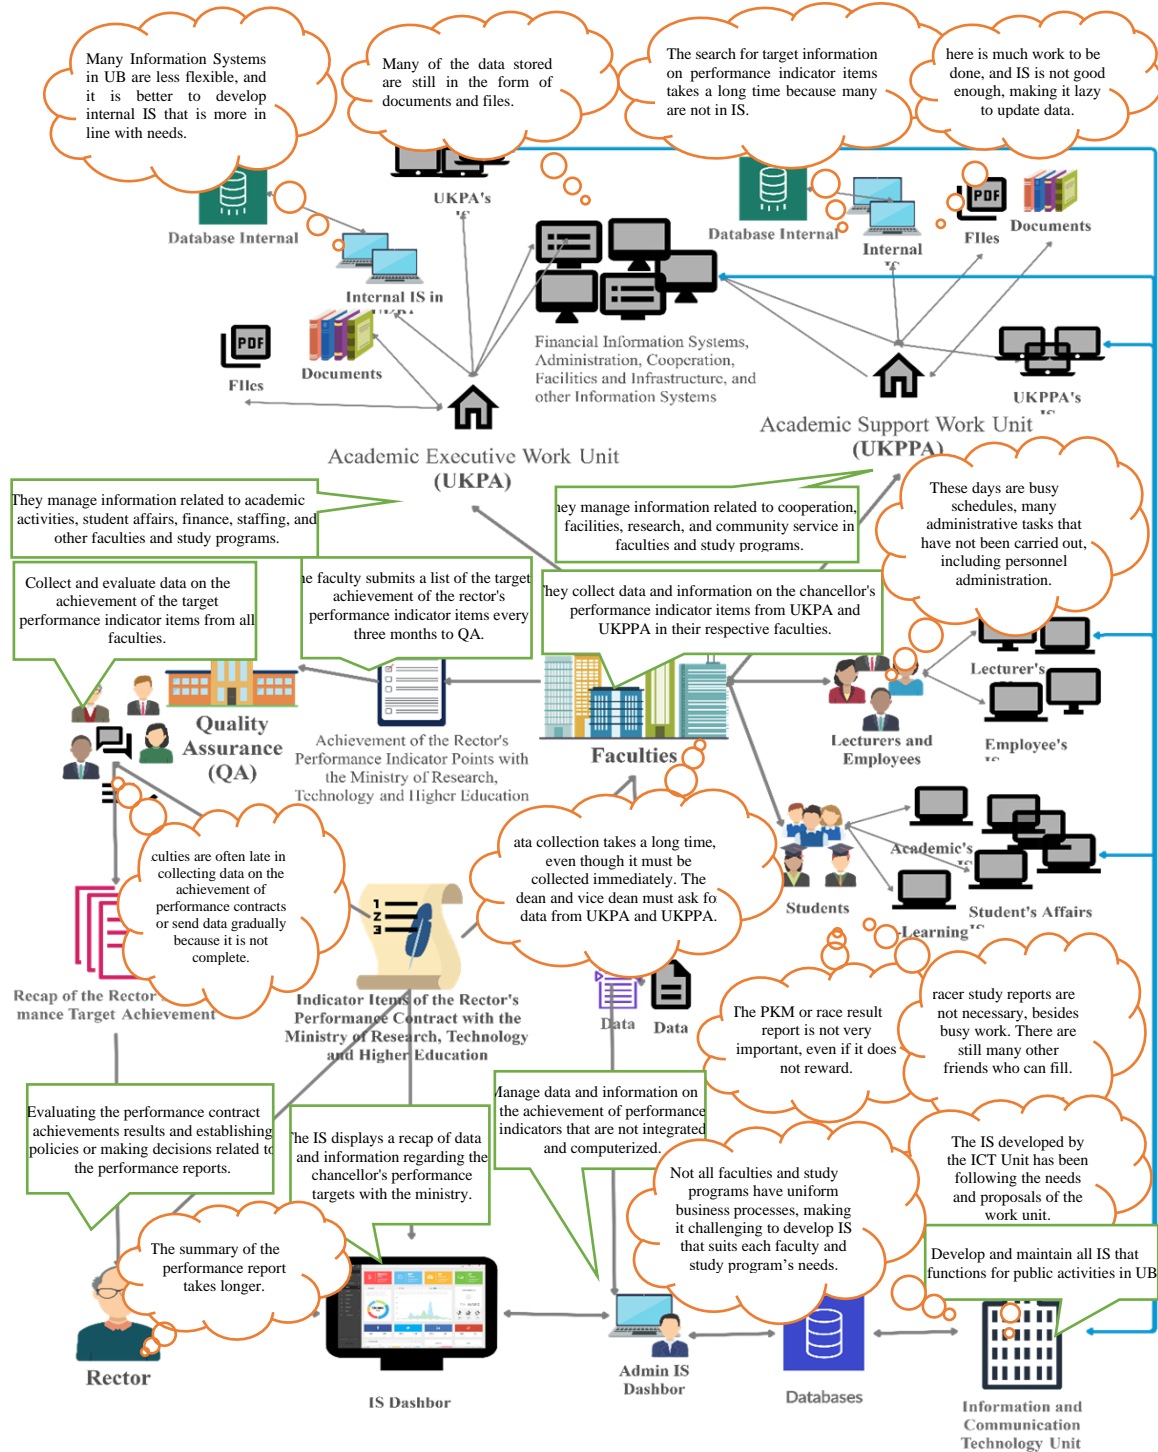 Many Information Systems
in UB are less flexible, and
it is better to develop
internal IS that is more in
line with needs.
Many of the data stored
are still in the form of
documents and files.
The search for target information
on performance indicator items
takes a long time because many
are not in IS.
here is much work to be
done, and IS is not good
enough, making it lazy
to update data.
UKPA's
Database Internal
Internal IS in
UKPA
FIles
Documents
PDF
Financial Information Systems,
Administration, Cooperation,
Facilities and Infrastructure, and
other Information Systems
Database Internal
Internal
PDF
FIles
Documents
UKPPA's
Academic Executive Work Unit
(UKPA)
Academic Support Work Unit
(UKPPA)
They manage information related to academic
activities, student affairs, finance, staffing, and
other faculties and study programs.
hey manage information related to cooperation,
facilities, research, and community service in
faculties and study programs.
These days are busy
schedules, many
administrative tasks that
have not been carried out,
including personnel
administration.
Collect and evaluate data on the
achievement of the target
performance indicator items from all
faculties.
he faculty submits a list of the target
achievement of the rector's
performance indicator items every
three months to QA.
They collect data and information on the chancellor's
performance indicator items from UKPA and
UKPPA in their respective faculties.
Quality
Assurance
(QA)
Achievement of the Rector's
Performance Indicator Points with
the Ministry of Research,
Technology and Higher Education
Faculties
Lecturers and
Employees
Lecturer's
Employee's
IS
culties are often late in
collecting data on the
achievement of
performance contracts
or send data gradually
because it is not
complete.
ata collection takes a long time,
even though it must be
collected immediately. The
dean and vice dean must ask fo
data from UKPA and UKPPA.
Students
Academic's
-Learning
Student's Affairs
Recap of the Rector
mance Target Achievement
1
2
3
Indicator Items of the Rector's
Performance Contract with the
Ministry of Research, Technology
and Higher Education
Data
Data
The PKM or race result
report is not very
important, even if it does
not reward.
racer study reports are
not necessary, besides
busy work. There are
still many other
friends who can fill.
Evaluating the performance contract
achievements results and establishing
policies or making decisions related to
the performance reports.
The IS displays a recap of data
and information regarding the
chancellor's performance
targets with the ministry.
Manage data and information on
the achievement of performance
indicators that are not integrated
and computerized.
Not all faculties and study
programs have uniform
business processes, making
it challenging to develop IS
that suits each faculty and
study program's needs.
The IS developed by
the ICT Unit has been
following the needs
and proposals of the
work unit.
Develop and maintain all IS that
functions for public activities in UB
The summary of the
performance report
takes longer.
Rector
IS Dashbor
Admin IS
Dashbor
Databases
Information and
Communication
Technology Unit